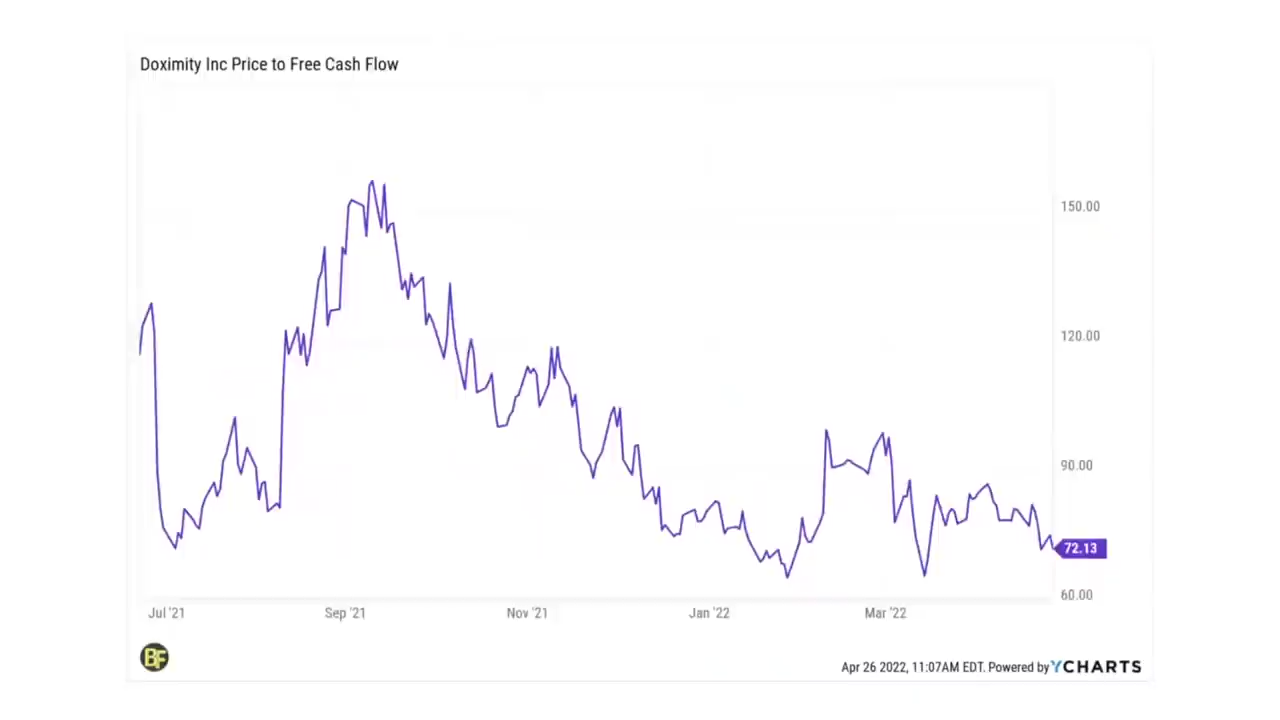 Doximity Inc Price to Free Cash Flow
150.00
120.00
90.00
72.13
60.00
Jul '21 Sep '21 Nov '21 Jan '22 Mar '22
BF
Apr 26 2022, 11:07AM EDT. Powered by YCHARTS